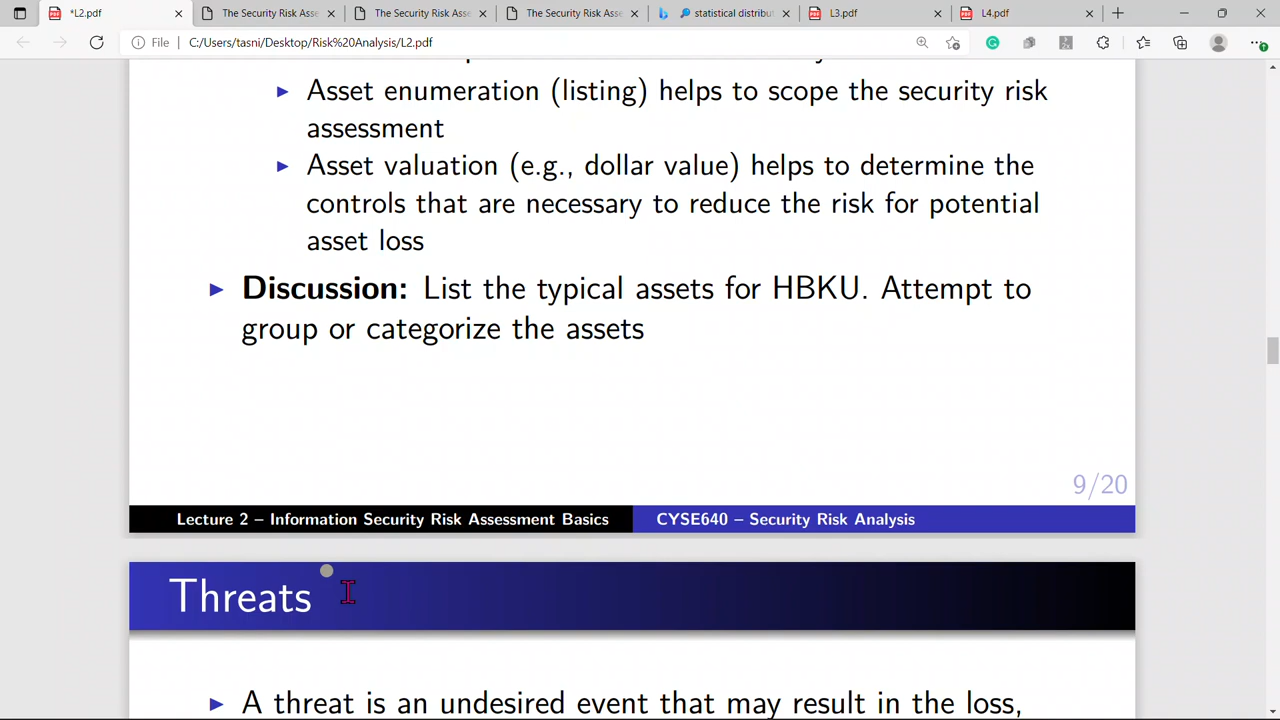 *L2.pdf
The Security Risk Asse
The Security Risk Asse
The Security Risk Asse
statistical distribu
L3.pdf
L4.pdf
File
C:/Users/tasni/Desktop/Risk%20Analysis/L2.pdf
Asset enumeration (listing) helps to scope the security risk
assessment
Asset valuation (e.g., dollar value) helps to determine the
controls that are necessary to reduce the risk for potential
asset loss
Discussion: List the typical assets for HBKU. Attempt to
group or categorize the assets
9/20
Lecture 2 – Information Security Risk Assessment Basics
CYSE640 – Security Risk Analysis
Threats
A threat is an undesired event that may result in the loss,